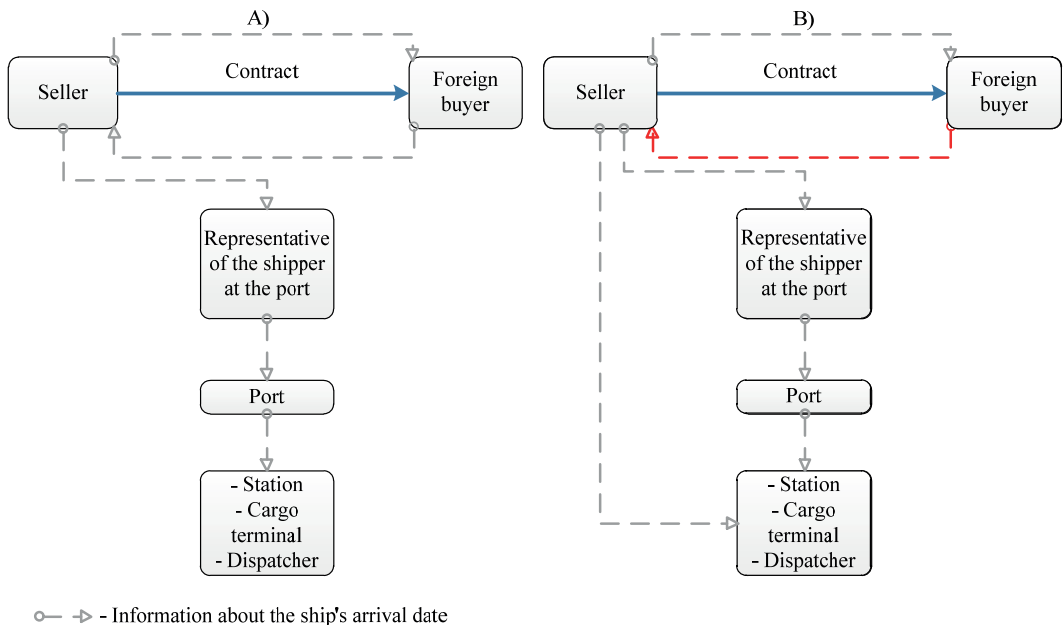 A)
Seller
Contract
Foreign
buyer
Representative
of the shipper
at the port
Port
- Station
- Cargo
terminal
- Dispatcher
B)
Seller
Contract
Foreign
buyer
Representative
of the shipper
at the port
Port
- Station
- Cargo
terminal
- Dispatcher
- Information about the ship's arrival date